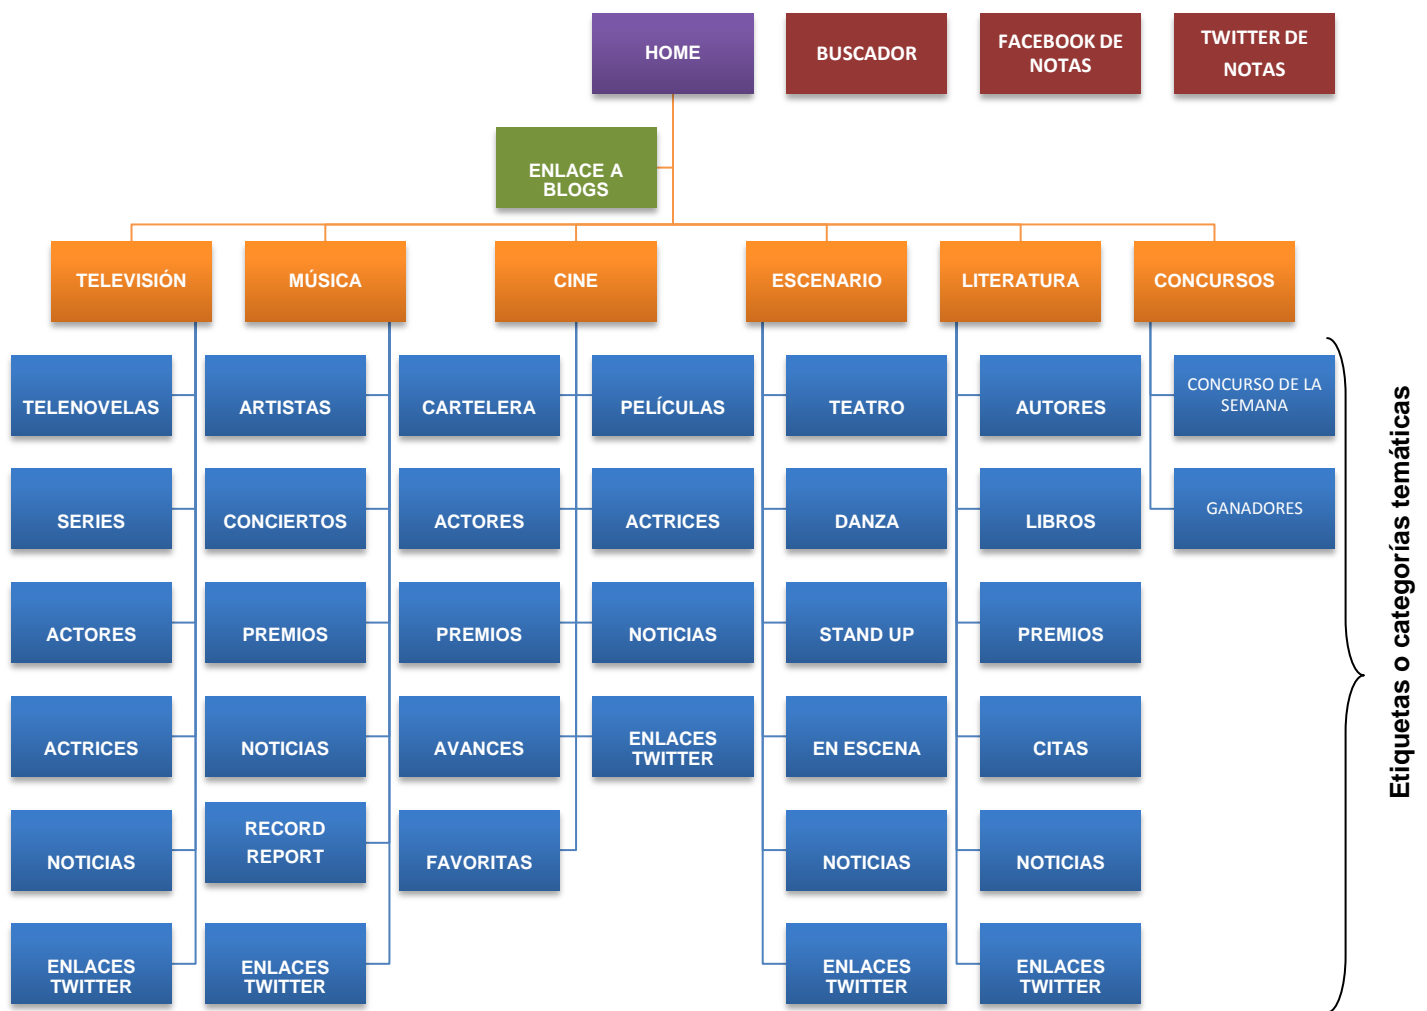 HOME
BUSCADOR
FACEBOOK DE
NOTAS
TWITTER DE
NOTAS
ENLACE A
BLOGS
TELEVISIÓN
MÚSICA
CINE
ESCENARIO
LITERATURA
CONCURSOS
TELENOVELAS
ARTISTAS
CARTELERA
PELÍCULAS
TEATRO
AUTORES
CONCURSO DE LA
SEMANA
SERIES
CONCIERTOS
ACTORES
ACTRICES
DANZA
LIBROS
GANADORES
ACTORES
PREMIOS
PREMIOS
NOTICIAS
STAND UP
PREMIOS
ACTRICES
NOTICIAS
AVANCES
ENLACES
TWITTER
EN ESCENA
CITAS
NOTICIAS
RECORD
REPORT
FAVORITAS
NOTICIAS
NOTICIAS
ENLACES
TWITTER
ENLACES
TWITTER
ENLACES
TWITTER
ENLACES
TWITTER
Etiquetas o categorías temáticas